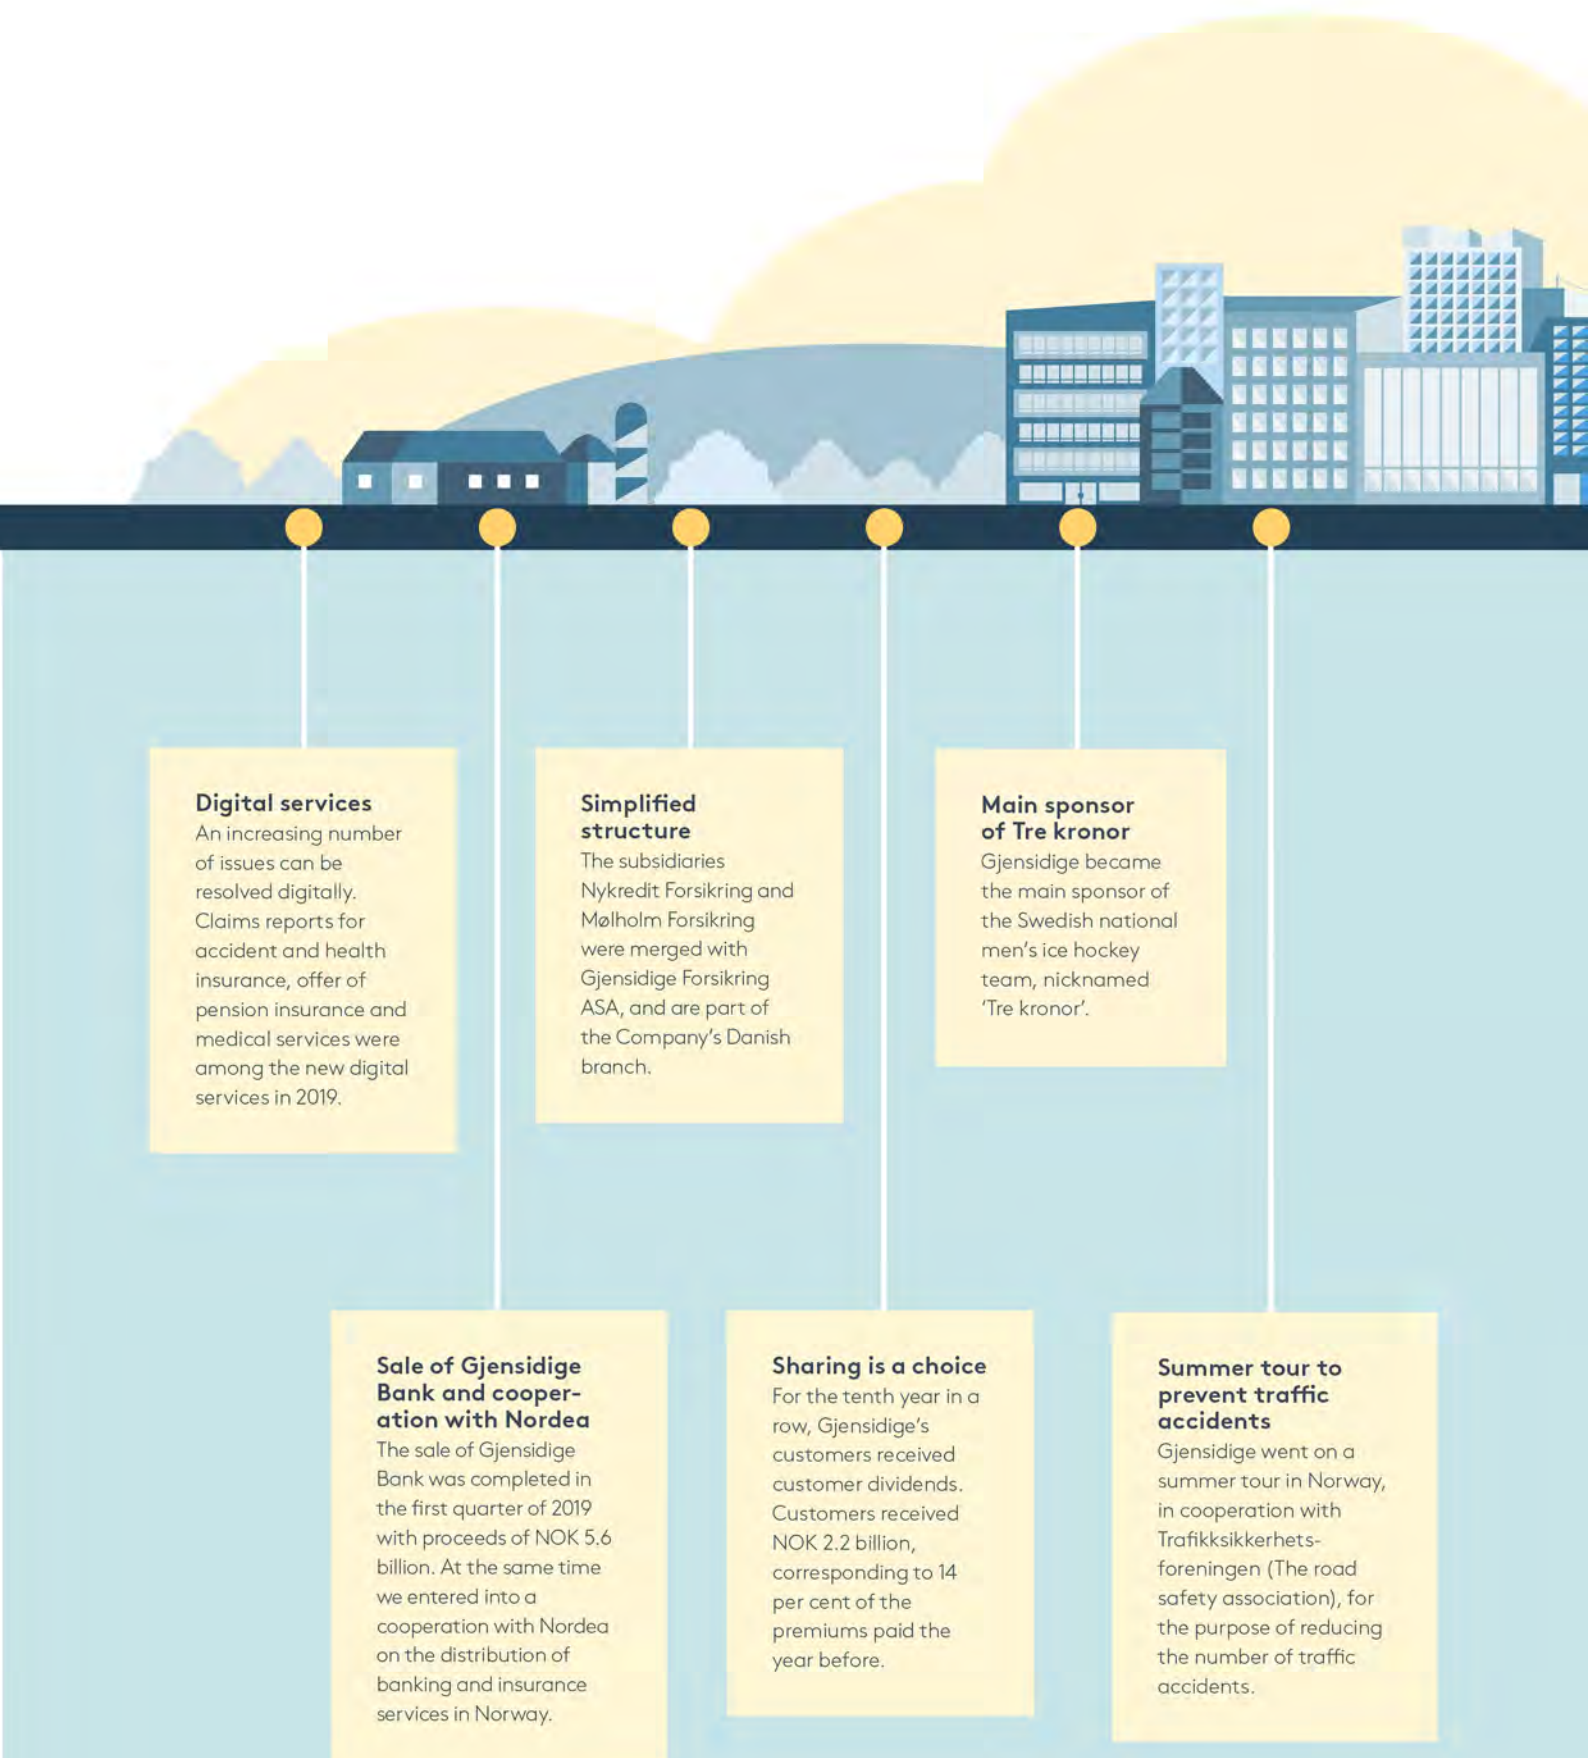 Digital services
An increasing number
of issues can be
resolved digitally.
Claims reports for
accident and health
insurance, offer of
pension insurance and
medical services were
among the new digital
services in 2019.
Simplified
structure
The subsidiaries
Nykredit Forsikring and
Mølholm Forsikring
were merged with
Gjensidige Forsikring
ASA, and are part of
the Company's Danish
branch.
Main sponsor
of Tre kronor
Gjensidige became
the main sponsor of
the Swedish national
men's ice hockey
team, nicknamed
'Tre kronor'.
Sale of Gjensidige
Bank and cooper-
ation with Nordea
The sale of Gjensidige
Bank was completed in
the first quarter of 2019
with proceeds of NOK 5.6
billion. At the same time
we entered into a
cooperation with Nordea
on the distribution of
banking and insurance
services in Norway.
Sharing is a choice
For the tenth year in a
row, Gjensidige's
customers received
customer dividends.
Customers received
NOK 2.2 billion,
corresponding to 14
per cent of the
premiums paid the
year before.
Summer tour to
prevent traffic
accidents
Gjensidige went on a
summer tour in Norway,
in cooperation with
Trafikksikkerhets-
foreningen (The road
safety association), for
the purpose of reducing
the number of traffic
accidents.